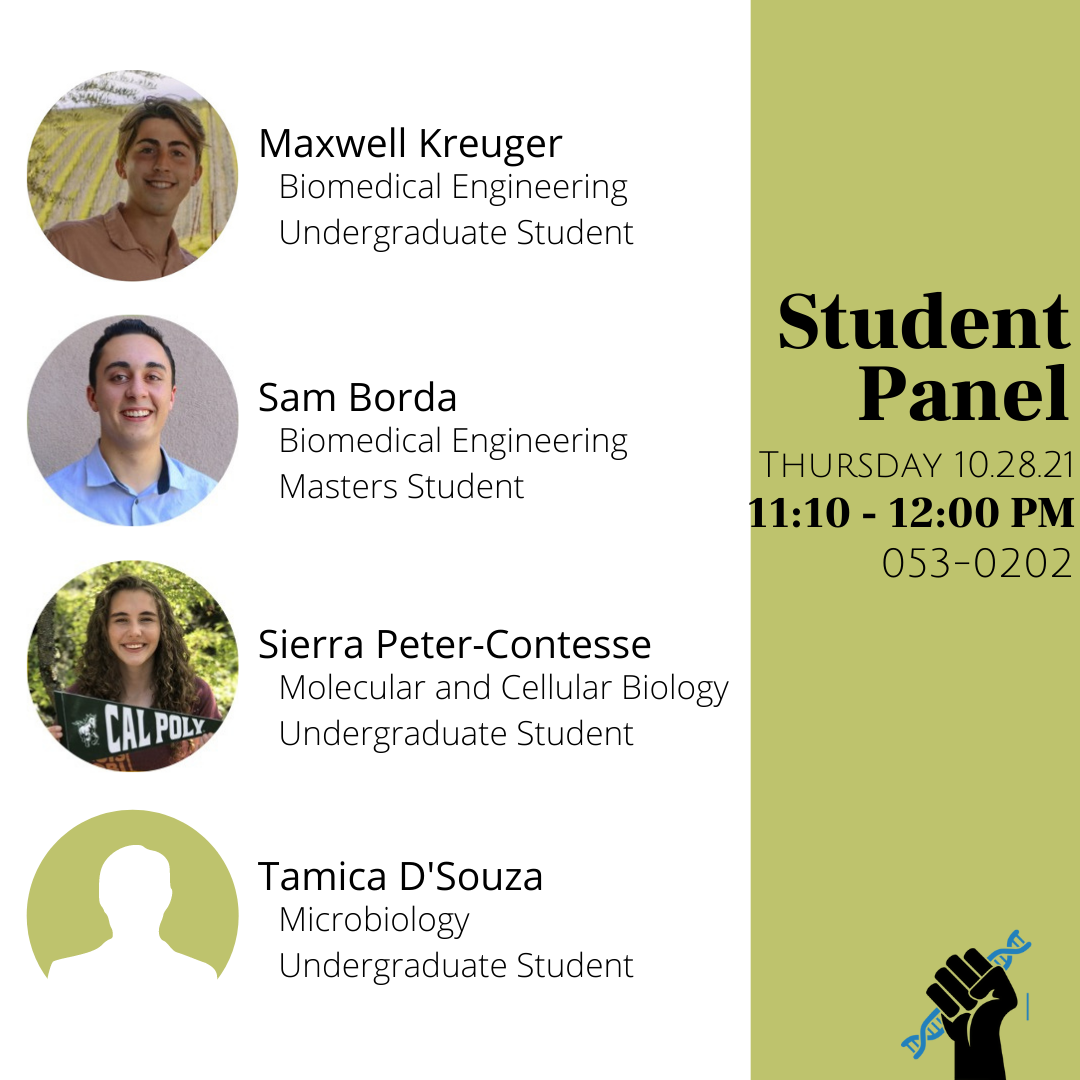 Maxwell Kreuger
Biomedical Engineering
Undergraduate Student
Sam Borda
Biomedical Engineering
Masters Student
Sierra Peter-Contesse
Molecular and Cellular Biology
Undergraduate Student
CAL POLY
Tamica D'Souza
Microbiology
Undergraduate Student
Student
Panel
THURSDAY 10.28.21
11:10 - 12:00 PM
053-0202